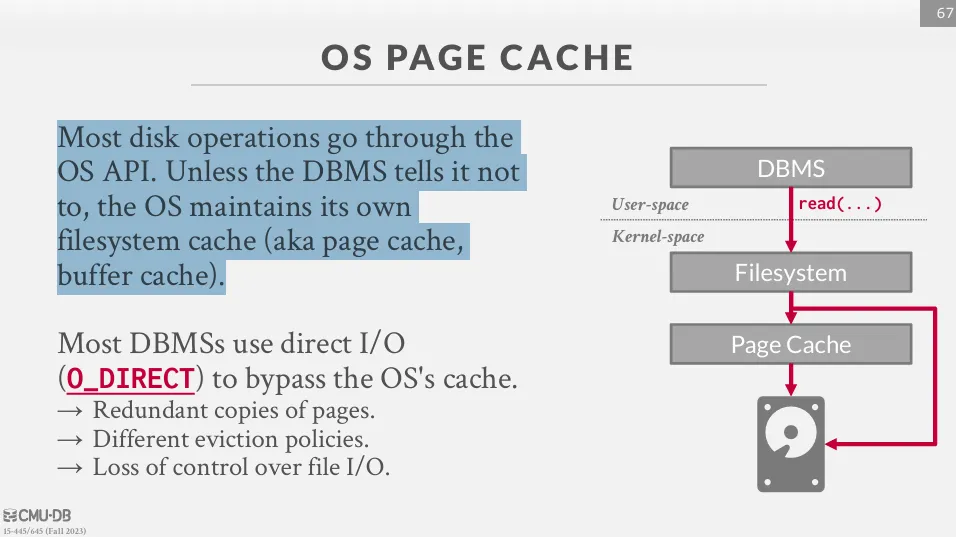 67
OS PAGE CACHE
Most disk operations go through the
OS API. Unless the DBMS tells it not
to, the OS maintains its own
filesystem cache (aka page cache,
buffer cache).
Most DBMSs use direct I/O
(O_DIRECT) to bypass the OS's cache.
→ Redundant copies of pages.
→ Different eviction policies.
→ Loss of control over file I/O.
DBMS
User-space
read(...)
Kernel-space
Filesystem
Page Cache
CMU·DB
15-445/645 (Fall 2023)